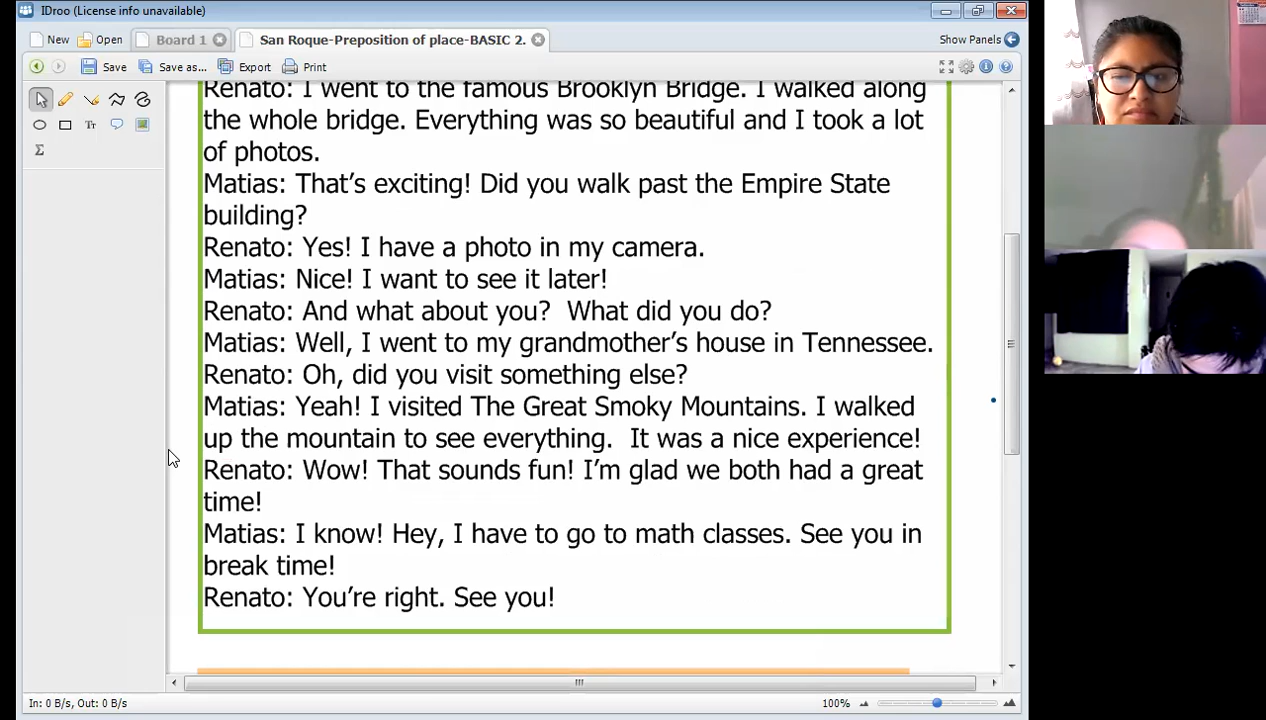 IDroo (License info unavailable)
New Open Board 1 San Roque-Preposition of place-BASIC 2. Show Panels
Save Save as... Export Print
Tr
Σ
Renato: I went to the famous Brooklyn Bridge. I walked along
the whole bridge. Everything was so beautiful and I took a lot
of photos.
Matias: That's exciting! Did you walk past the Empire State
building?
Renato: Yes! I have a photo in my camera.
Matias: Nice! I want to see it later!
Renato: And what about you?  What did you do?
Matias: Well, I went to my grandmother's house in Tennessee.
Renato: Oh, did you visit something else?
Matias: Yeah! I visited The Great Smoky Mountains. I walked
up the mountain to see everything.  It was a nice experience!
Renato: Wow! That sounds fun! I'm glad we both had a great
time!
Matias: I know! Hey, I have to go to math classes. See you in
break time!
Renato: You're right. See you!
In: 0 B/s, Out: 0 B/s
100%